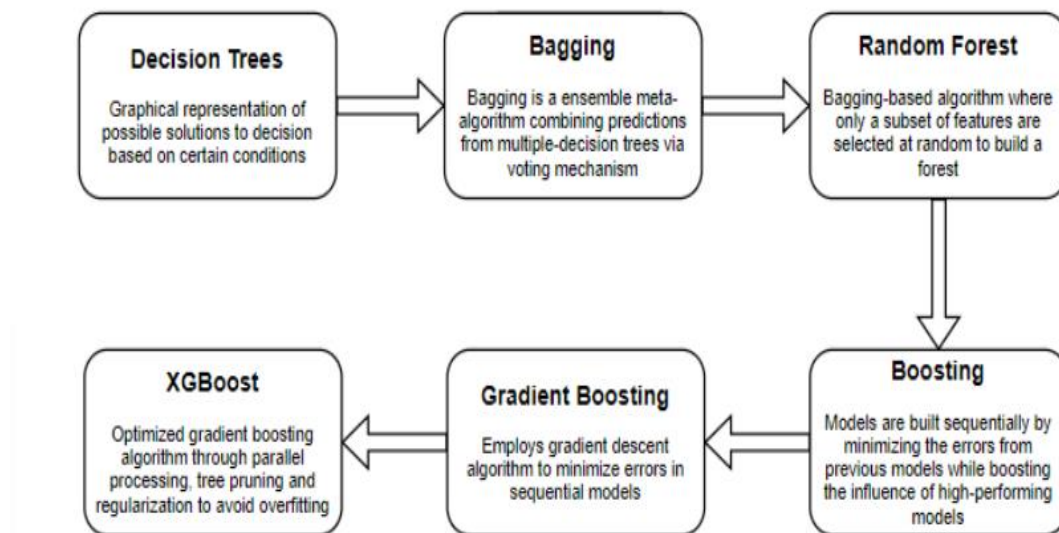 Decision Trees
Graphical representation of
possible solutions to decision
based on certain conditions
Bagging
Bagging is a ensemble meta-
algorithm combining predictions
from multiple-decision trees via
voting mechanism
Random Forest
Bagging-based algorithm where
only a subset of features are
selected at random to build a
forest
Boosting
Models are built sequentially by
minimizing the errors from
previous models while boosting
the influence of high-performing
models
Gradient Boosting
Employs gradient descent
algorithm to minimize errors in
sequential models
XGBoost
Optimized gradient boosting
algorithm through parallel
processing, tree pruning and
regularization to avoid overfitting